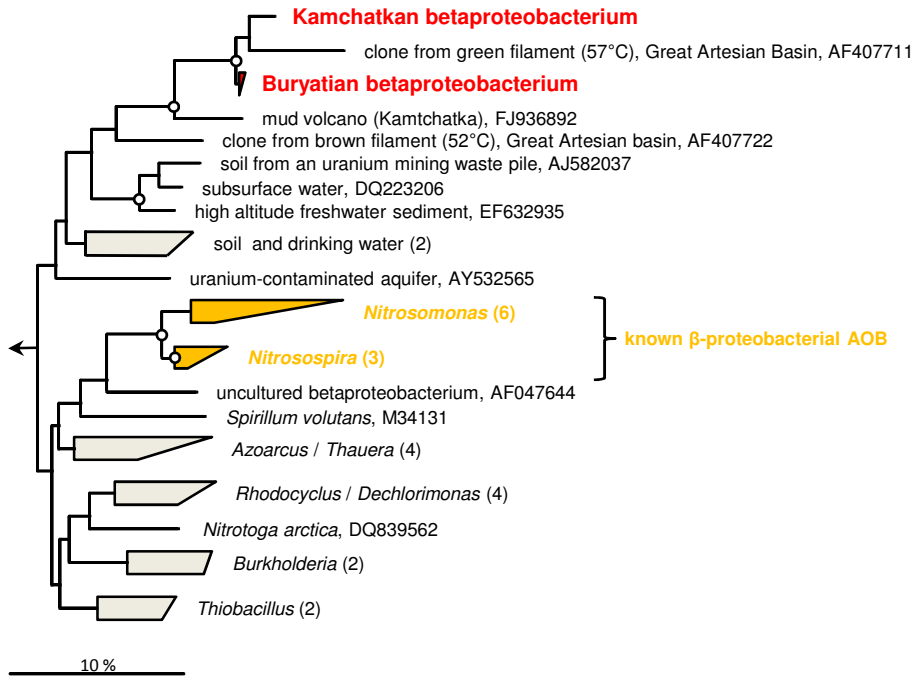 Kamchatkan betaproteobacterium
clone from green filament (57°C), Great Artesian Basin, AF407711
Buryatian betaproteobacterium
mud volcano (Kamtchatka), FJ936892
clone from brown filament (52°C), Great Artesian basin, AF407722
soil from an uranium mining waste pile, AJ582037
subsurface water, DQ223206
high altitude freshwater sediment, EF632935
soil and drinking water (2)
uranium-contaminated aquifer, AY532565
Nitrosomonas (6)
known β-proteobacterial AOB
Nitrosospira (3)
uncultured betaproteobacterium, AF047644
Spirillum volutans, M34131
Azoarcus / Thauera (4)
Rhodocyclus / Dechlorimonas (4)
Nitrotoga arctica, DQ839562
Burkholderia (2)
Thiobacillus (2)
10 %